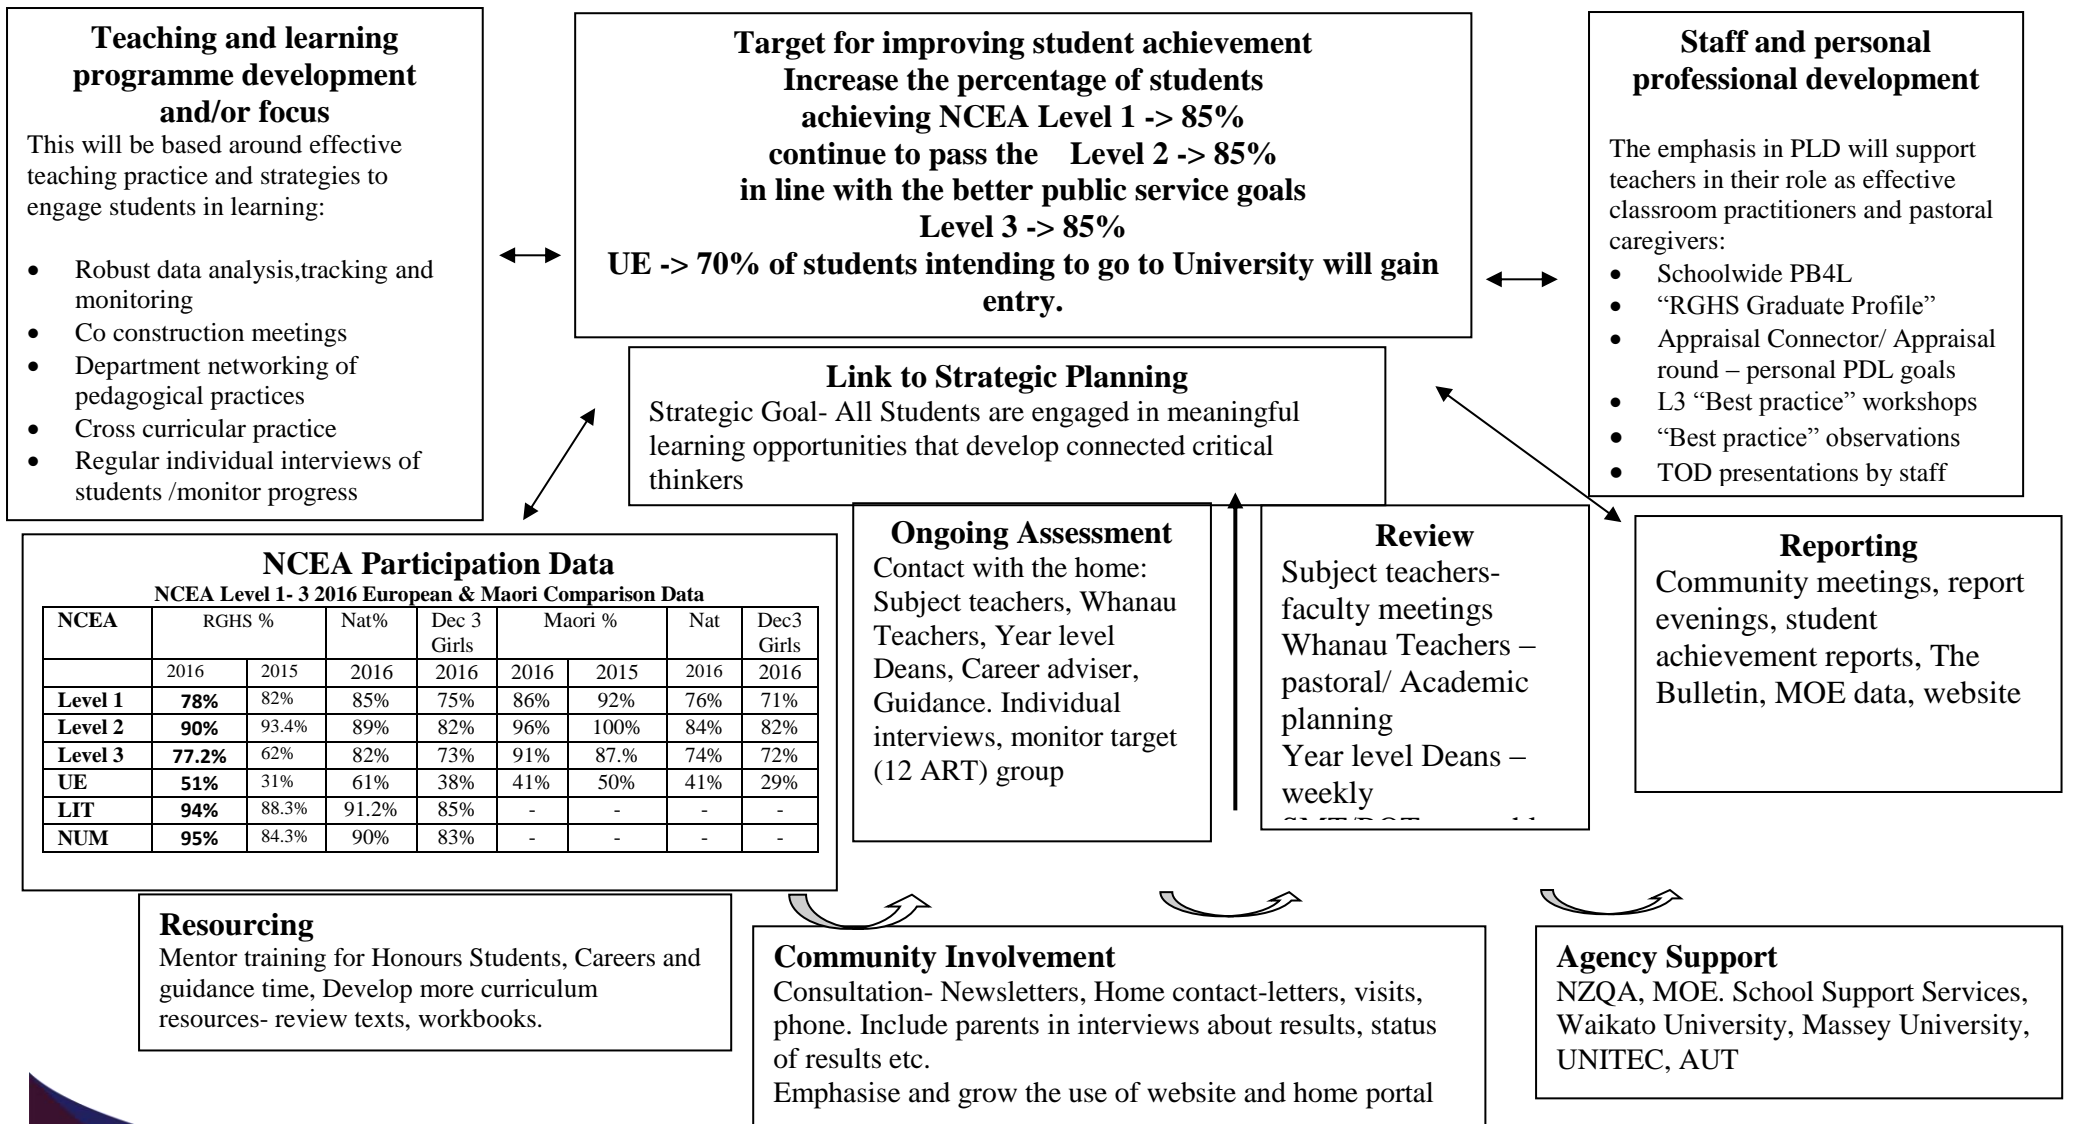 Teaching and learning
programme development
and/or focus
This will be based around effective
teaching practice and strategies to
engage students in learning:
• Robust data analysis,tracking and
monitoring
• Co construction meetings
• Department networking of
pedagogical practices
• Cross curricular practice
• Regular individual interviews of
students /monitor progress
Target for improving student achievement
Increase the percentage of students
achieving NCEA Level 1 -> 85%
continue to pass the Level 2 -> 85%
in line with the better public service goals
Level 3 -> 85%
UE -> 70% of students intending to go to University will gain
entry.
Staff and personal
professional development
The emphasis in PLD will support
teachers in their role as effective
classroom practitioners and pastoral
caregivers:
• Schoolwide PB4L
• “RGHS Graduate Profile”
• Appraisal Connector/ Appraisal
round – personal PDL goals
• L3 “Best practice” workshops
• “Best practice” observations
• TOD presentations by staff
Link to Strategic Planning
Strategic Goal- All Students are engaged in meaningful
learning opportunities that develop connected critical
thinkers
NCEA Participation Data
NCEA Level 1- 3 2016 European & Maori Comparison Data
NCEA RGHS % Nat% Dec 3 Girls Maori % Nat Dec3 Girls
2016 2015 2016 2016 2016 2015 2016 2016
Level 1 78% 82% 85% 75% 86% 92% 76% 71%
Level 2 90% 93.4% 89% 82% 96% 100% 84% 82%
Level 3 77.2% 62% 82% 73% 91% 87.% 74% 72%
UE 51% 31% 61% 38% 41% 50% 41% 29%
LIT 94% 88.3% 91.2% 85% - - - -
NUM 95% 84.3% 90% 83% - - - -
Ongoing Assessment
Contact with the home:
Subject teachers, Whanau
Teachers, Year level
Deans, Career adviser,
Guidance. Individual
interviews, monitor target
(12 ART) group
Review
Subject teachers-
faculty meetings
Whanau Teachers –
pastoral/ Academic
planning
Year level Deans –
weekly
Reporting
Community meetings, report
evenings, student
achievement reports, The
Bulletin, MOE data, website
Resourcing
Mentor training for Honours Students, Careers and
guidance time, Develop more curriculum
resources- review texts, workbooks.
Community Involvement
Consultation- Newsletters, Home contact-letters, visits,
phone. Include parents in interviews about results, status
of results etc.
Emphasise and grow the use of website and home portal
Agency Support
NZQA, MOE. School Support Services,
Waikato University, Massey University,
UNITEC, AUT